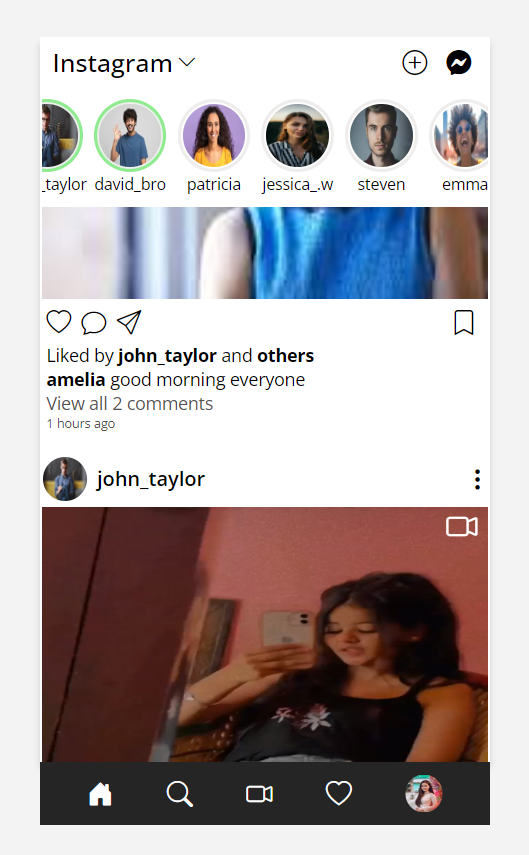 Instagram
_taylor david_bro patricia jessica_.w steven emma
Liked by john_taylor and others
amelia good morning everyone
View all 2 comments
1 hours ago
john_taylor